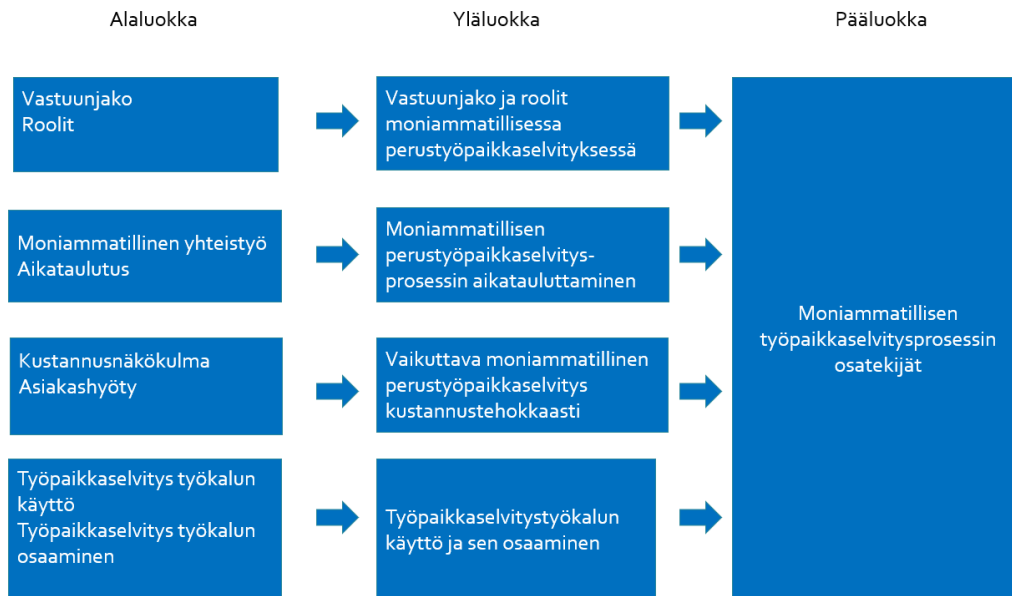 Alaluokka
Yläluokka
Pääluokka
Vastuunjako
Roolit
Vastuunjako ja roolit
moniammatillisessa
perustyöpaikkaselvityksessä
Moniammatillinen yhteistyö
Aikataulutus
Moniammatillisen
perustyöpaikkaselvitys-
prosessin aikatauluttaminen
Kustannusnäkökulma
Asiakashyöty
Vaikuttava moniammatillinen
perustyöpaikkaselvitys
kustannustehokkaasti
Työpaikkaselvitys työkalun
käyttö
Työpaikkaselvitys työkalun
osaaminen
Työpaikkaselvitystyökalun
käyttö ja sen osaaminen
Moniammatillisen
työpaikkaselvitysprosessin
osatekijät